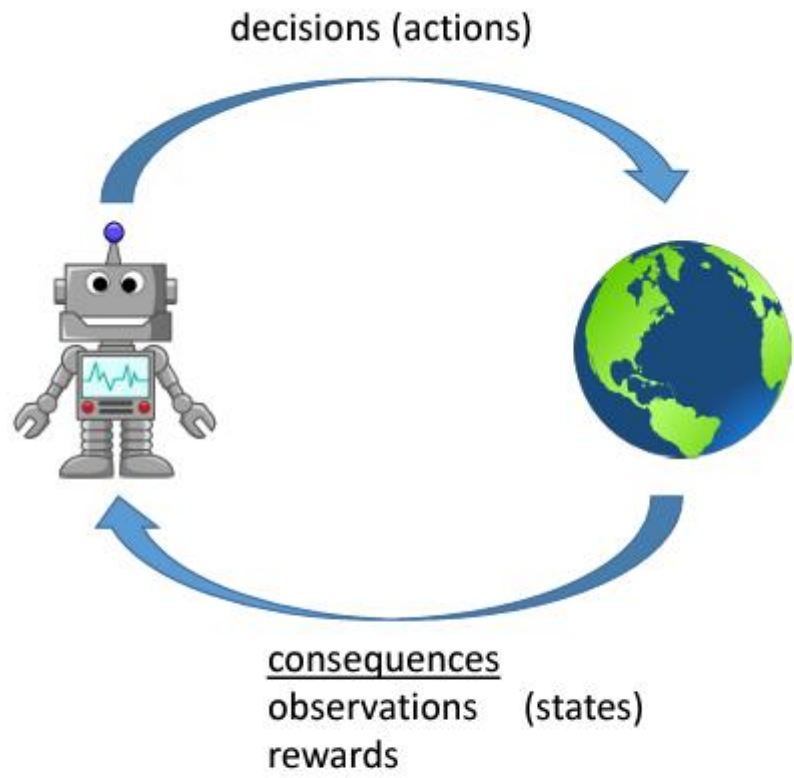 decisions (actions)
consequences
observations (states)
rewards